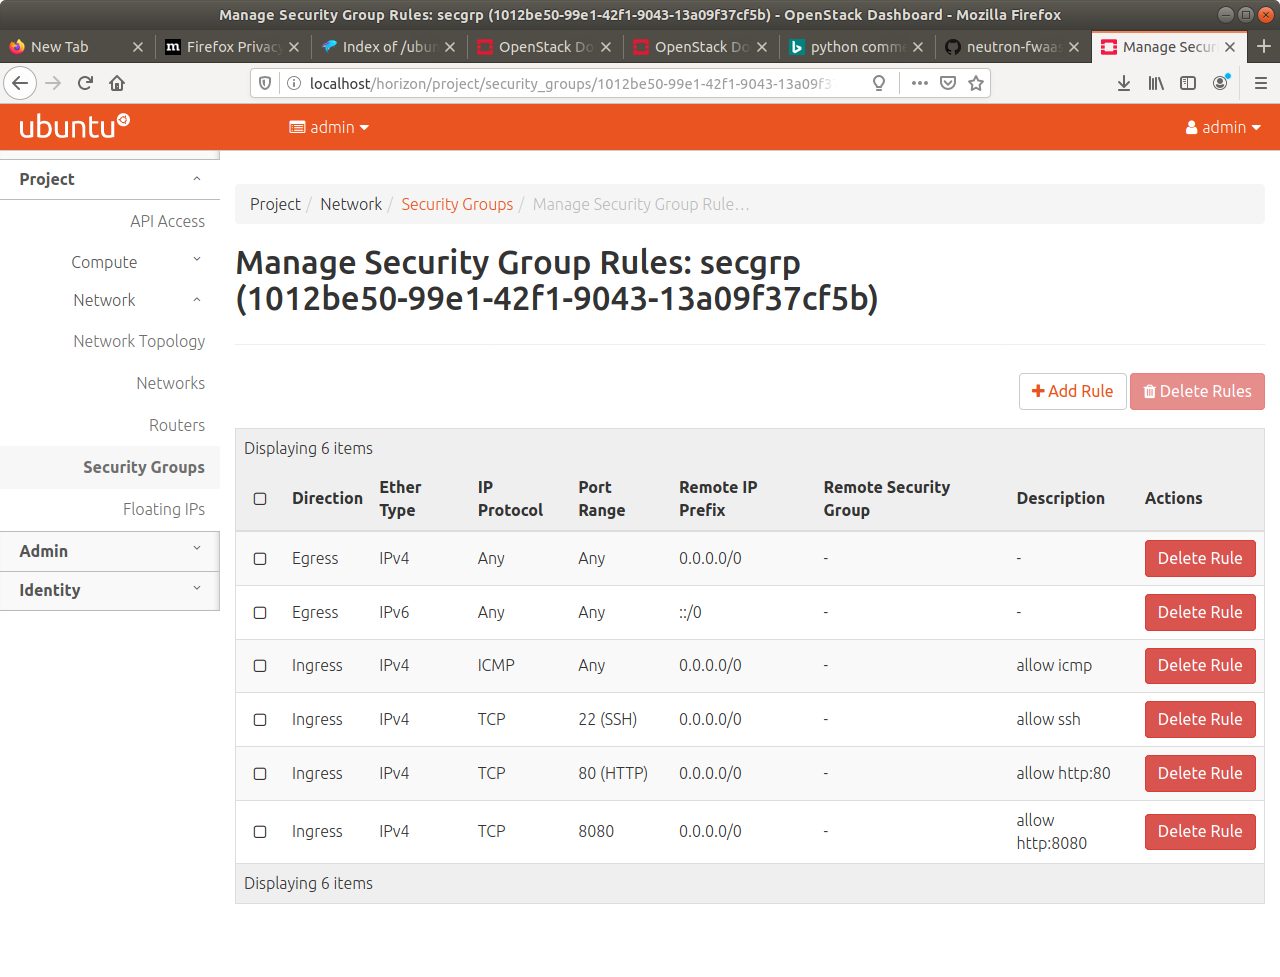 Manage Security Group Rules: secgrp (1012be50-99e1-42f1-9043-13a09f37cf5b) - OpenStack Dashboard - Mozilla Firefox
New Tab
Firefox Privac
Index of /ubun
OpenStack Do
OpenStack Do
python comme
neutron-fwaas
Manage Secur
localhost/horizon/project/security_groups/1012be50-99e1-42f1-9043-13a09f3
ubuntu
admin
admin
Project
API Access
Compute
Network
Network Topology
Networks
Routers
Security Groups
Floating IPs
Admin
Identity
Project / Network / Security Groups / Manage Security Group Rule…
Manage Security Group Rules: secgrp
(1012be50-99e1-42f1-9043-13a09f37cf5b)
Add Rule
Delete Rules
Displaying 6 items
Direction Ether Type IP Protocol Port Range Remote IP Prefix Remote Security Group Description Actions
Egress IPv4 Any Any 0.0.0.0/0 - - Delete Rule
Egress IPv6 Any Any ::/0 - - Delete Rule
Ingress IPv4 ICMP Any 0.0.0.0/0 - allow icmp Delete Rule
Ingress IPv4 TCP 22 (SSH) 0.0.0.0/0 - allow ssh Delete Rule
Ingress IPv4 TCP 80 (HTTP) 0.0.0.0/0 - allow http:80 Delete Rule
Ingress IPv4 TCP 8080 0.0.0.0/0 - allow http:8080 Delete Rule
Displaying 6 items